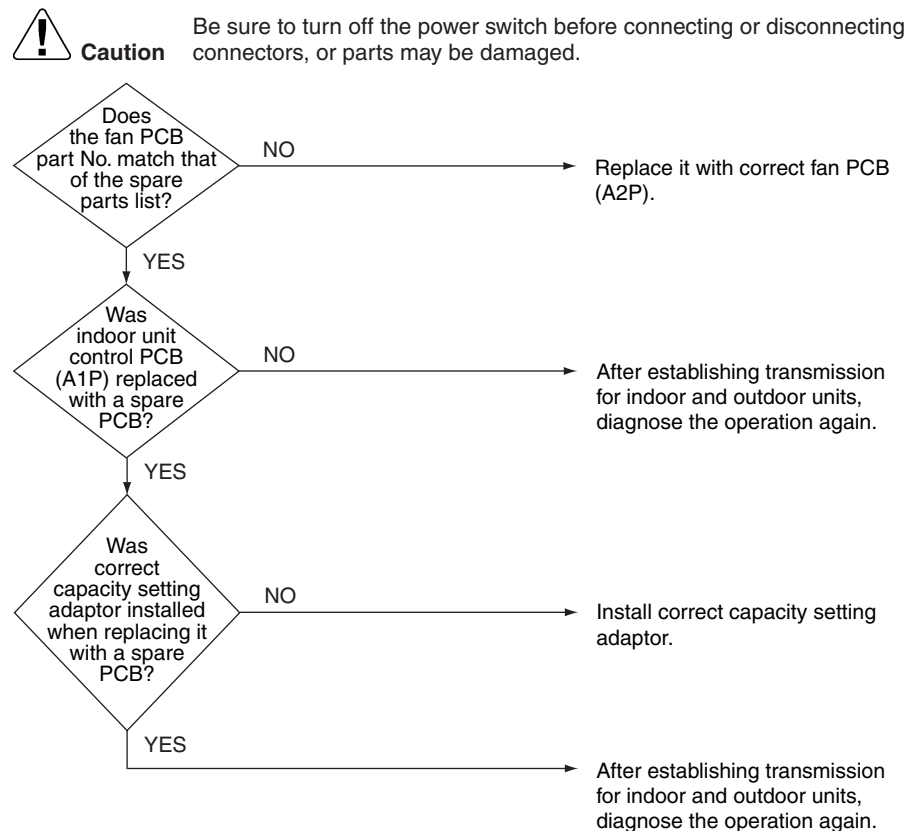 Caution
Be sure to turn off the power switch before connecting or disconnecting
connectors, or parts may be damaged.
Does
the fan PCB
part No. match that
of the spare
parts list?
NO
Replace it with correct fan PCB
(A2P).
YES
Was
indoor unit
control PCB
(A1P) replaced
with a spare
PCB?
NO
After establishing transmission
for indoor and outdoor units,
diagnose the operation again.
YES
Was
correct
capacity setting
adaptor installed
when replacing it
with a spare
PCB?
NO
Install correct capacity setting
adaptor.
YES
After establishing transmission
for indoor and outdoor units,
diagnose the operation again.